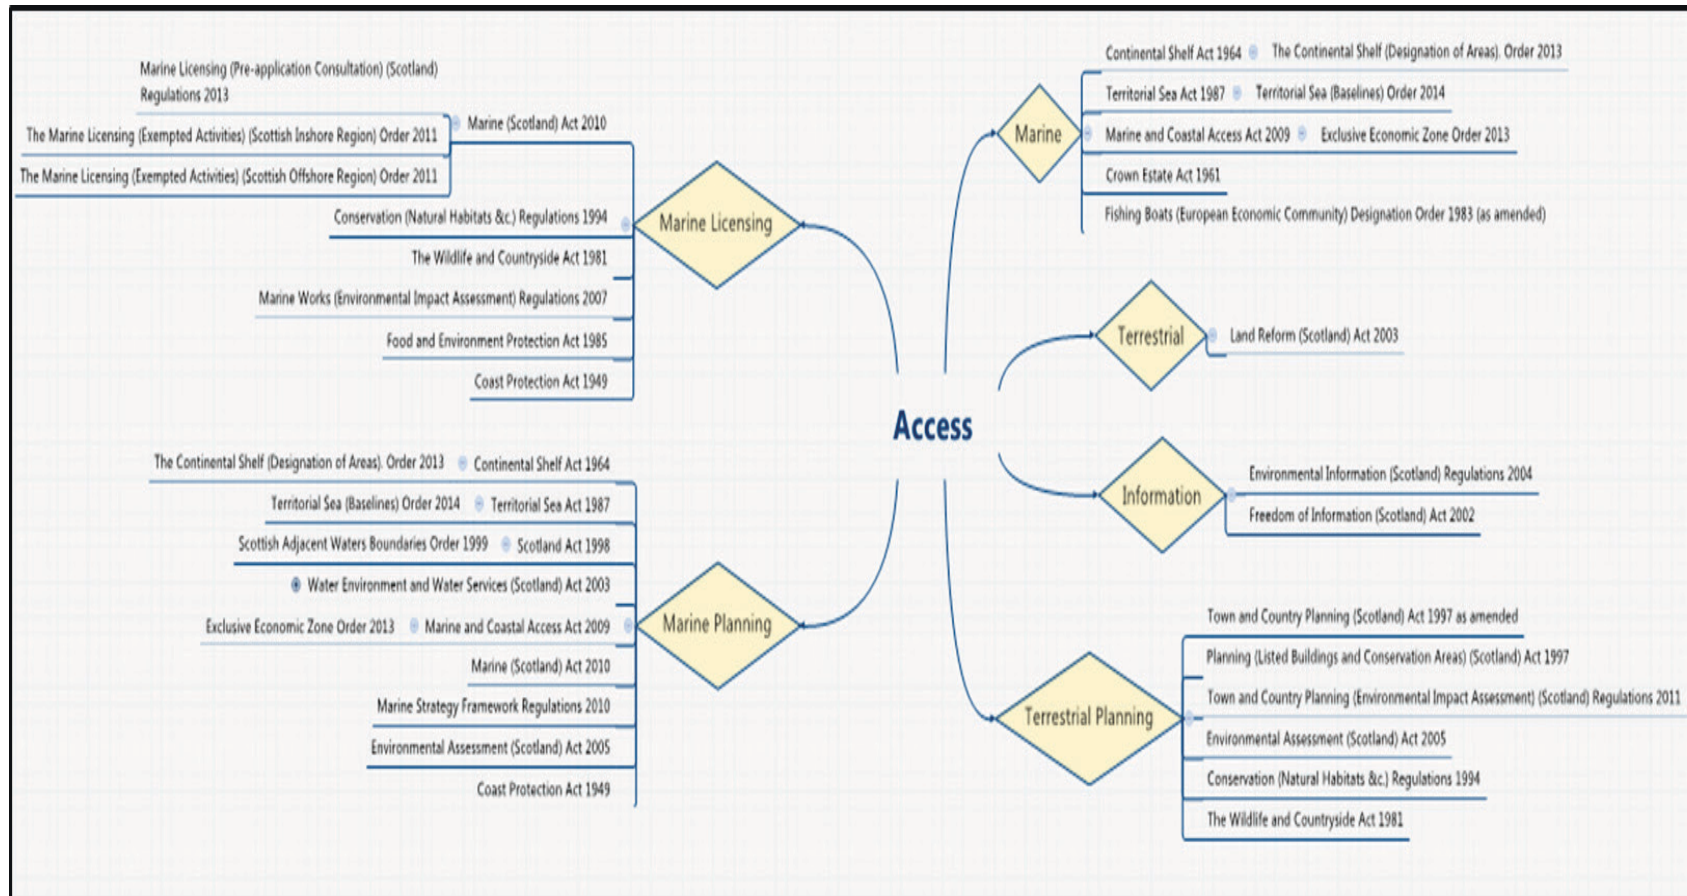 Marine Licensing (Pre-application Consultation) (Scotland)
Regulations 2013
The Marine Licensing (Exempted Activities) (Scottish Inshore Region) Order 2011
The Marine Licensing (Exempted Activities) (Scottish Offshore Region) Order 2011
Marine (Scotland) Act 2010
Conservation (Natural Habitats &c.) Regulations 1994
The Wildlife and Countryside Act 1981
Marine Works (Environmental Impact Assessment) Regulations 2007
Food and Environment Protection Act 1985
Coast Protection Act 1949
Marine Licensing
The Continental Shelf (Designation of Areas). Order 2013
Continental Shelf Act 1964
Territorial Sea (Baselines) Order 2014
Territorial Sea Act 1987
Scottish Adjacent Waters Boundaries Order 1999
Scotland Act 1998
Water Environment and Water Services (Scotland) Act 2003
Exclusive Economic Zone Order 2013
Marine and Coastal Access Act 2009
Marine (Scotland) Act 2010
Marine Strategy Framework Regulations 2010
Environmental Assessment (Scotland) Act 2005
Coast Protection Act 1949
Marine Planning
Access
Marine
Continental Shelf Act 1964
The Continental Shelf (Designation of Areas). Order 2013
Territorial Sea Act 1987
Territorial Sea (Baselines) Order 2014
Marine and Coastal Access Act 2009
Exclusive Economic Zone Order 2013
Crown Estate Act 1961
Fishing Boats (European Economic Community) Designation Order 1983 (as amended)
Terrestrial
Land Reform (Scotland) Act 2003
Information
Environmental Information (Scotland) Regulations 2004
Freedom of Information (Scotland) Act 2002
Terrestrial Planning
Town and Country Planning (Scotland) Act 1997 as amended
Planning (Listed Buildings and Conservation Areas) (Scotland) Act 1997
Town and Country Planning (Environmental Impact Assessment) (Scotland) Regulations 2011
Environmental Assessment (Scotland) Act 2005
Conservation (Natural Habitats &c.) Regulations 1994
The Wildlife and Countryside Act 1981